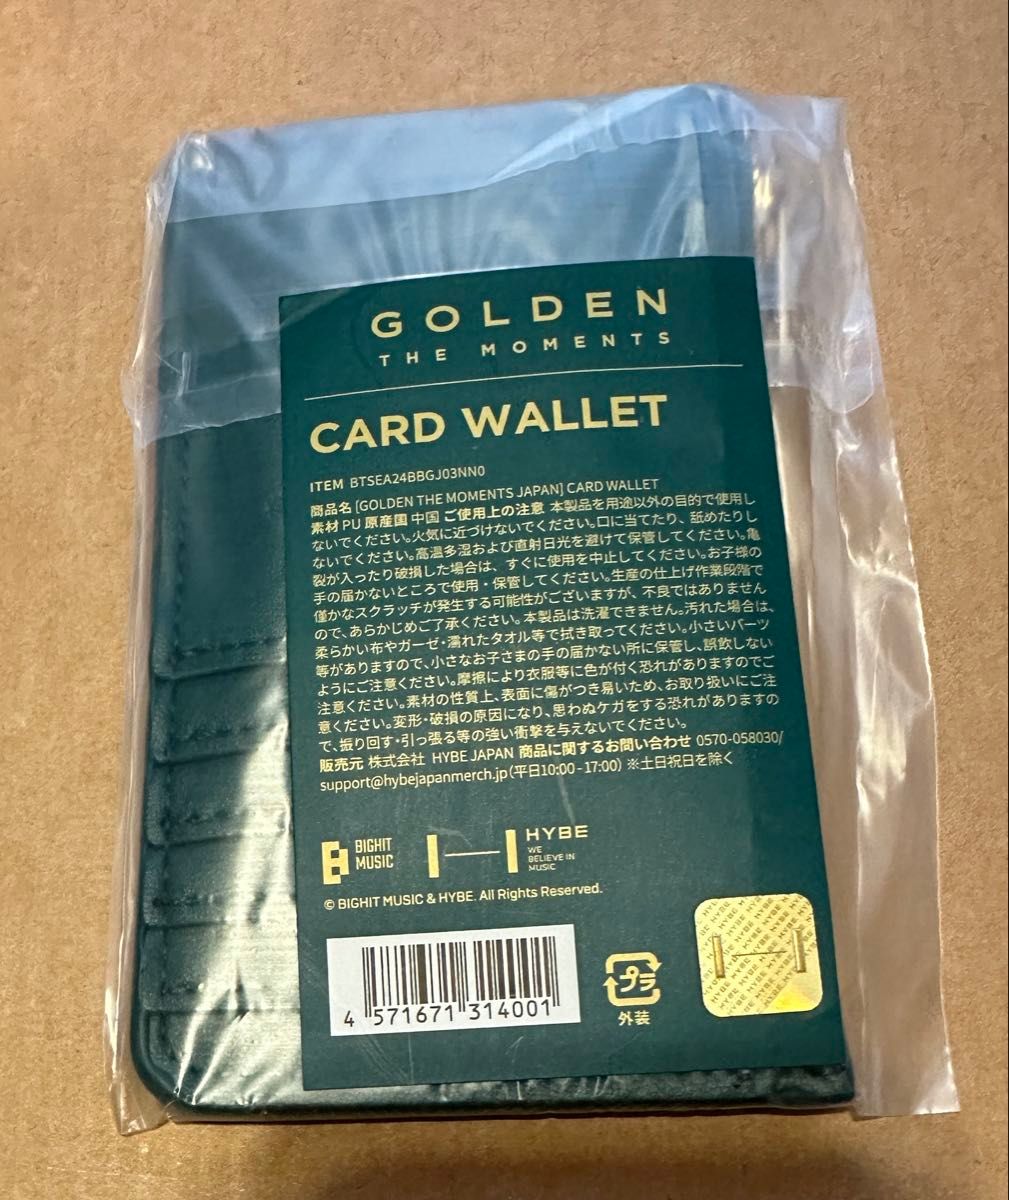 GOLDEN
THE MOMENTS
CARD WALLET
ITEM BTSEA24BBGJ03NN0
商品名 [GOLDEN THE MOMENTS JAPAN] CARD WALLET
素材 PU 原産国 中国 ご使用上の注意 本製品を用途以外の目的で使用し
ないでください。火気に近づけないでください。口に当てたり、舐めたりし
ないでください。高温多湿および直射日光を避けて保管してください。亀
裂が入ったり破損した場合は、すぐに使用を中止してください。お子様の
手の届かないところで使用・保管してください。生産の仕上げ作業段階で
僅かなスクラッチが発生する可能性がございますが、不良ではありません
ので、あらかじめご了承ください。本製品は洗濯できません。汚れた場合は、
柔らかい布やガーゼ・濡れたタオル等で拭き取ってください。小さいパーツ
等がありますので、小さなお子さまの手の届かない所に保管し、誤飲しない
ようにご注意ください。摩擦により衣服等に色が付く恐れがありますのでご
注意ください。素材の性質上、表面に傷がつき易いため、お取り扱いにご注
意ください。変形・破損の原因になり、思わぬケガをする恐れがありますの
で、振り回す・引っ張る等の強い衝撃を与えないでください。
販売元 株式会社 HYBE JAPAN 商品に関するお問い合わせ 0570-058030/
support@hybejapanmerch.jp(平日10:00-17:00) ※土日祝日を除く
BIGHIT
MUSIC
HYBE
WE
BELIEVE IN
MUSIC
© BIGHIT MUSIC & HYBE. All Rights Reserved.
4 571671 314001
プラ
外装
HYBE HYBE HYBE